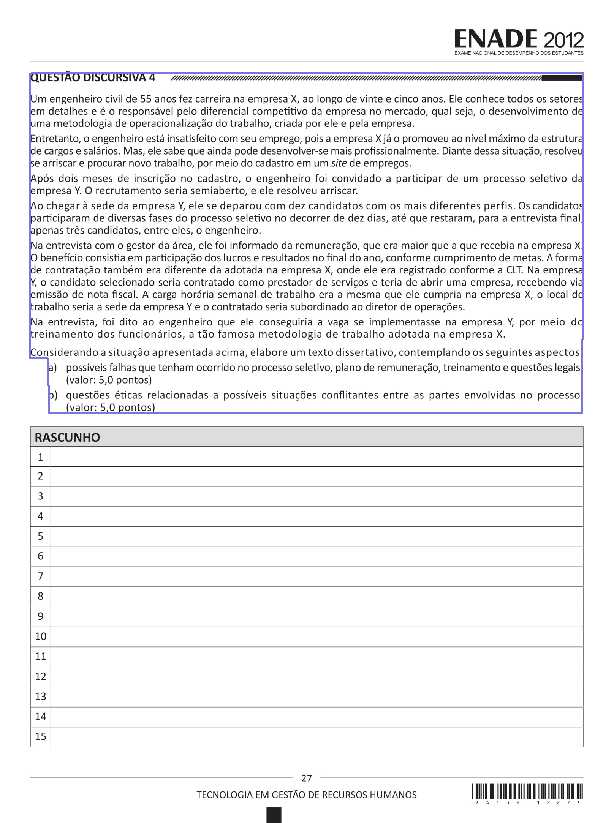 ENADE 2012
EXAME NACIONAL DE DESEMPENHO DOS ESTUDANTES
QUESTÃO DISCURSIVA 4
Um engenheiro civil de 55 anos fez carreira na empresa X, ao longo de vinte e cinco anos. Ele conhece todos os setores
em detalhes e é o responsável pelo diferencial competitivo da empresa no mercado, qual seja, o desenvolvimento de
uma metodologia de operacionalização do trabalho, criada por ele e pela empresa.
Entretanto, o engenheiro está insatisfeito com seu emprego, pois a empresa X já o promoveu ao nível máximo da estrutura
de cargos e salários. Mas, ele sabe que ainda pode desenvolver-se mais profissionalmente. Diante dessa situação, resolveu
se arriscar e procurar novo trabalho, por meio do cadastro em um site de empregos.
Após dois meses de inscrição no cadastro, o engenheiro foi convidado a participar de um processo seletivo da
empresa Y. O recrutamento seria semiaberto, e ele resolveu arriscar.
Ao chegar à sede da empresa Y, ele se deparou com dez candidatos com os mais diferentes perfis. Os candidatos
participaram de diversas fases do processo seletivo no decorrer de dez dias, até que restaram, para a entrevista final,
apenas três candidatos, entre eles, o engenheiro.
Na entrevista com o gestor da área, ele foi informado da remuneração, que era maior que a que recebia na empresa X.
O benefício consistia em participação dos lucros e resultados no final do ano, conforme cumprimento de metas. A forma
de contratação também era diferente da adotada na empresa X, onde ele era registrado conforme a CLT. Na empresa
Y, o candidato selecionado seria contratado como prestador de serviços e teria de abrir uma empresa, recebendo via
emissão de nota fiscal. A carga horária semanal de trabalho era a mesma que ele cumpria na empresa X, o local do
trabalho seria a sede da empresa Y e o contratado seria subordinado ao diretor de operações.
Na entrevista, foi dito ao engenheiro que ele conseguiria a vaga se implementasse na empresa Y, por meio do
treinamento dos funcionários, a tão famosa metodologia de trabalho adotada na empresa X.
Considerando a situação apresentada acima, elabore um texto dissertativo, contemplando os seguintes aspectos
a) possíveis falhas que tenham ocorrido no processo seletivo, plano de remuneração, treinamento e questões legais
(valor: 5,0 pontos)
b) questões éticas relacionadas a possíveis situações conflitantes entre as partes envolvidas no processo
(valor: 5,0 pontos)
RASCUNHO
1
2
3
4
5
6
7
8
9
10
11
12
13
14
15
27
TECNOLOGIA EM GESTÃO DE RECURSOS HUMANOS